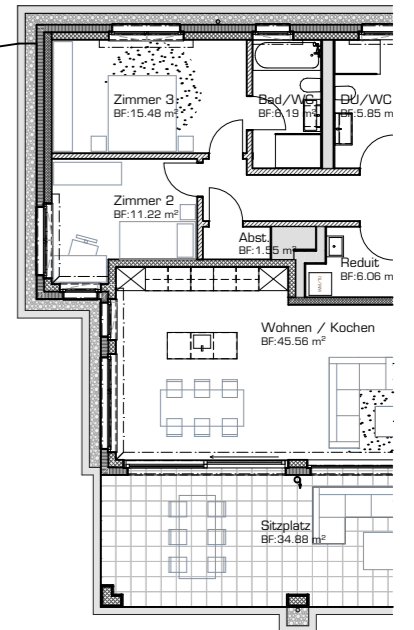 Zimmer 3
BF:15.48 m²
Bad/WC
BF:6.19 m²
DU/WC
BF:5.85 m²
Zimmer 2
BF:11.22 m²
Abst.
BF:1.55 m²
Reduit
BF:6.06 m²
Wohnen / Kochen
BF:45.56 m²
Sitzplatz
BF:34.88 m²